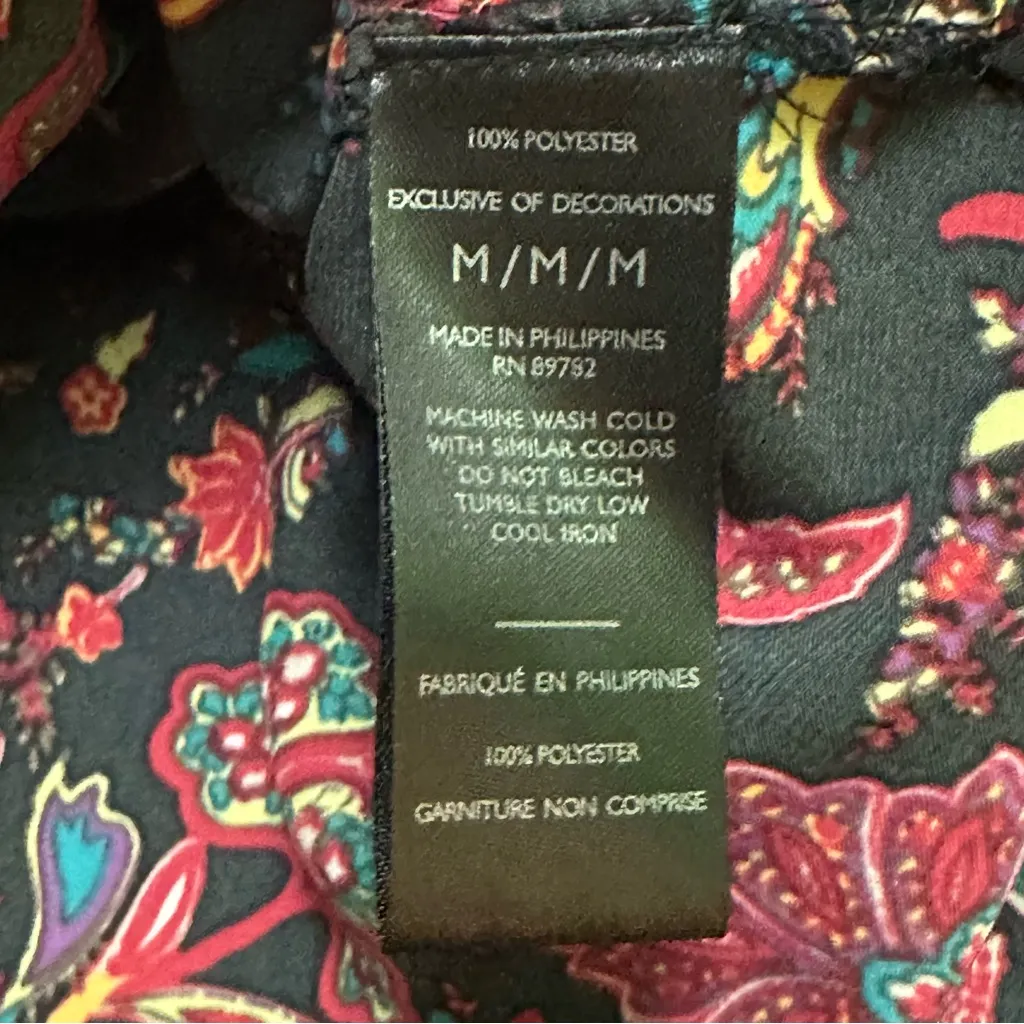 100% POLYESTER
EXCLUSIVE OF DECORATIONS
M/M/M
MADE IN PHILIPPINES
RN 89782
MACHINE WASH COLD
WITH SIMILAR COLORS
DO NOT BLEACH
TUMBLE DRY LOW
COOL IRON
FABRIQUÉ EN PHILIPPINES
100% POLYESTER
GARNITURE NON COMPRISE